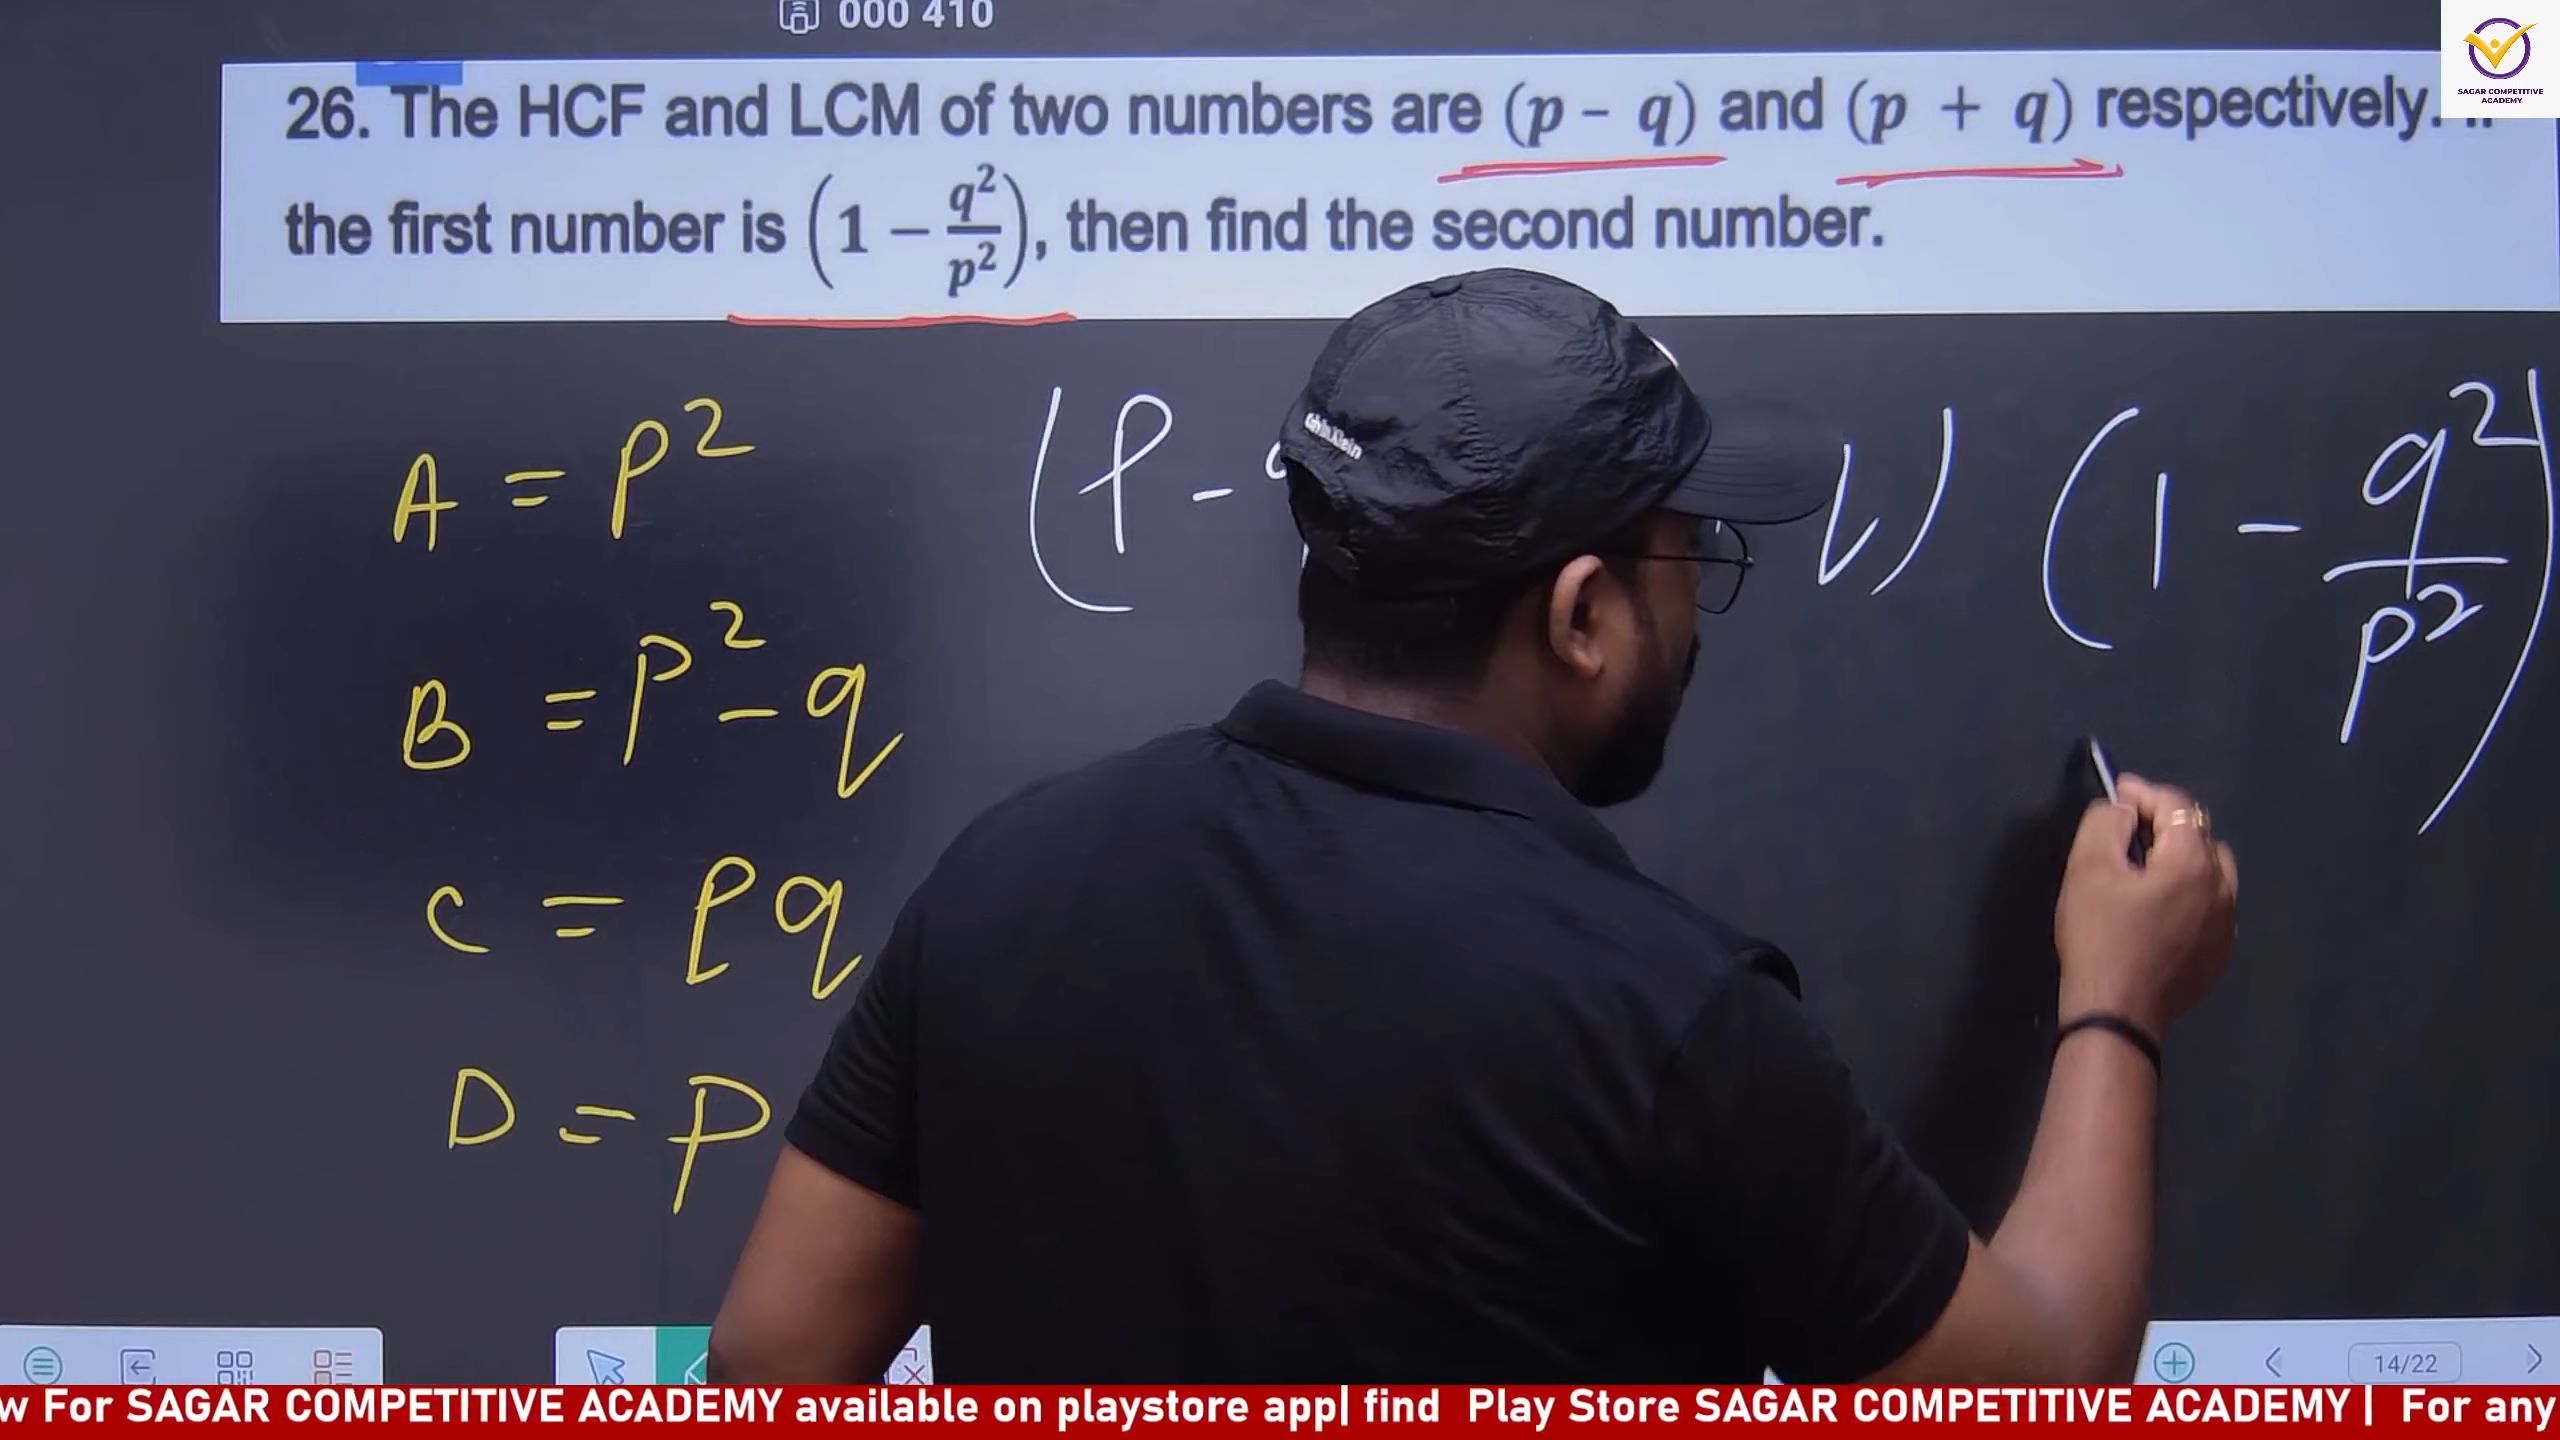 000 410
SAGAR COMPETITIVE
ACADEMY
26. The HCF and LCM of two numbers are (p - q) and (p + q) respectively.
the first number is (1 - q²/p²), then find the second number.
A = P²
B = P² - q
C = Pq
D = P
(P -
(1 - q²/P²)
Calvin Klein
14/22
w For SAGAR COMPETITIVE ACADEMY available on playstore app| find Play Store SAGAR COMPETITIVE ACADEMY | For any